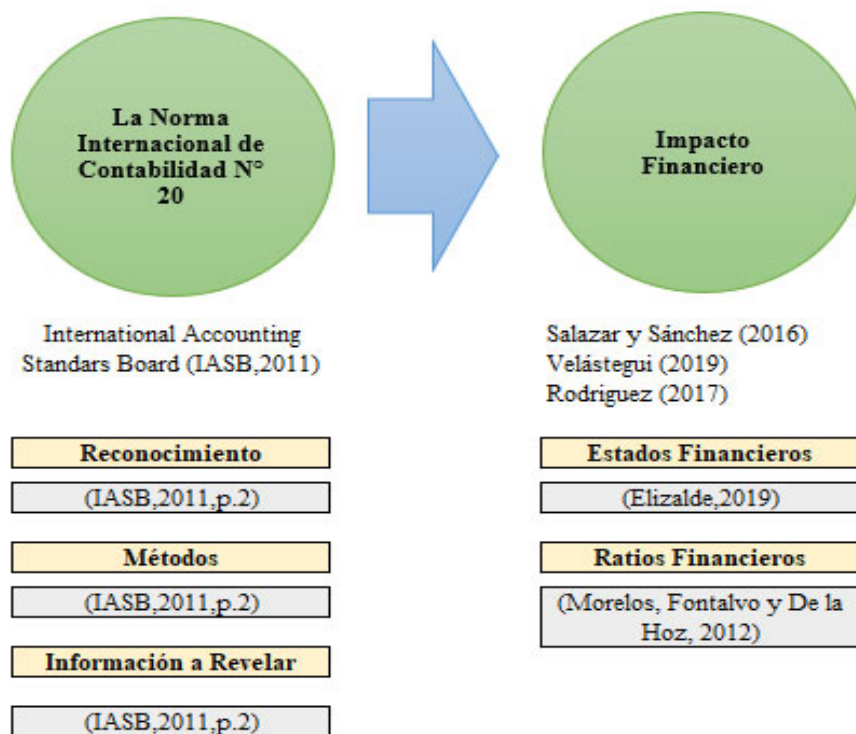 La Norma
Internacional de
Contabilidad N°
20
Impacto
Financiero
International Accounting
Standars Board (IASB,2011)
Salazar y Sánchez (2016)
Velástegui (2019)
Rodriguez (2017)
Reconocimiento
(IASB,2011,p.2)
Métodos
(IASB,2011,p.2)
Información a Revelar
(IASB,2011,p.2)
Estados Financieros
(Elizalde,2019)
Ratios Financieros
(Morelos, Fontalvo y De la
Hoz, 2012)